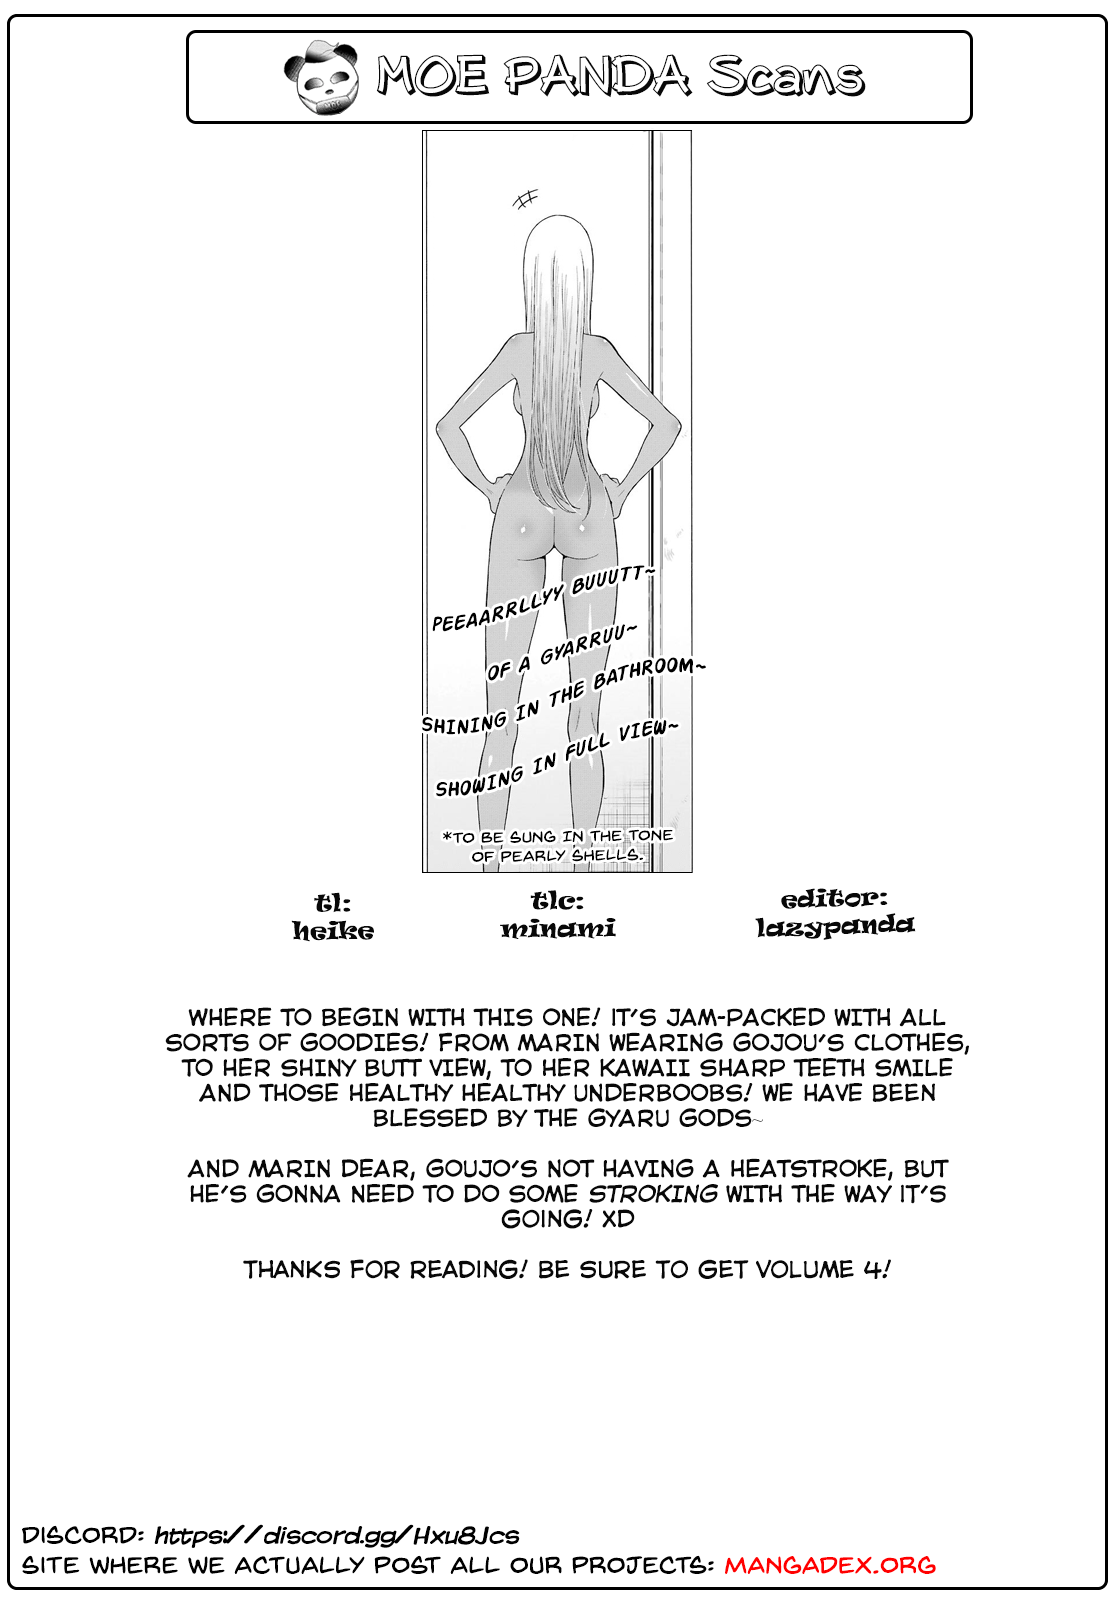 MOE PANDA Scans
PEEAARRLLYY BUUUTT~
OF A GYARRUU~
SHINING IN THE BATHROOM~
SHOWING IN FULL VIEW~
*TO BE SUNG IN THE TONE
OF PEARLY SHELLS.
tl:
heike
tlc:
minami
editor:
lazypanda
WHERE TO BEGIN WITH THIS ONE! IT'S JAM-PACKED WITH ALL
SORTS OF GOODIES! FROM MARIN WEARING GOJOU'S CLOTHES,
TO HER SHINY BUTT VIEW, TO HER KAWAII SHARP TEETH SMILE
AND THOSE HEALTHY HEALTHY UNDERBOOBS! WE HAVE BEEN
BLESSED BY THE GYARU GODS~
AND MARIN DEAR, GOUJO'S NOT HAVING A HEATSTROKE, BUT
HE'S GONNA NEED TO DO SOME STROKING WITH THE WAY IT'S
GOING! XD
THANKS FOR READING! BE SURE TO GET VOLUME 4!
DISCORD: https://discord.gg/Hxu8Jcs
SITE WHERE WE ACTUALLY POST ALL OUR PROJECTS: MANGADEX.ORG